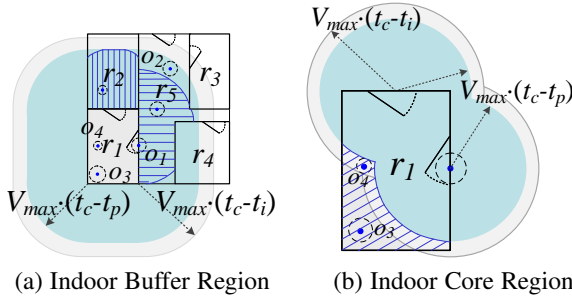 o2
r2
r3
r5
o4
r1
o1
r4
o3
Vmax·(tc-tp)
Vmax·(tc-ti)
(a) Indoor Buffer Region
Vmax·(tc-ti)
Vmax·(tc-tp)
r1
o4
o3
(b) Indoor Core Region